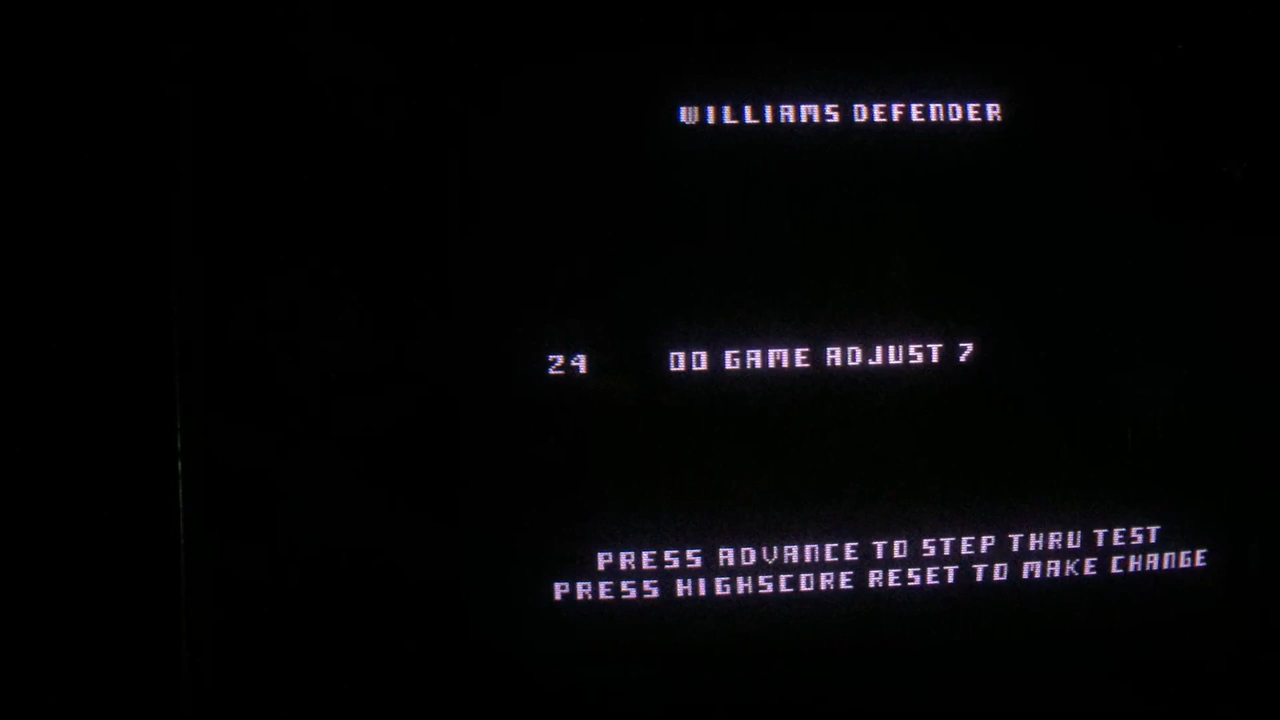 WILLIAMS DEFENDER
24 00 GAME ADJUST 7
PRESS ADVANCE TO STEP THRU TEST
PRESS HIGHSCORE RESET TO MAKE CHANGE